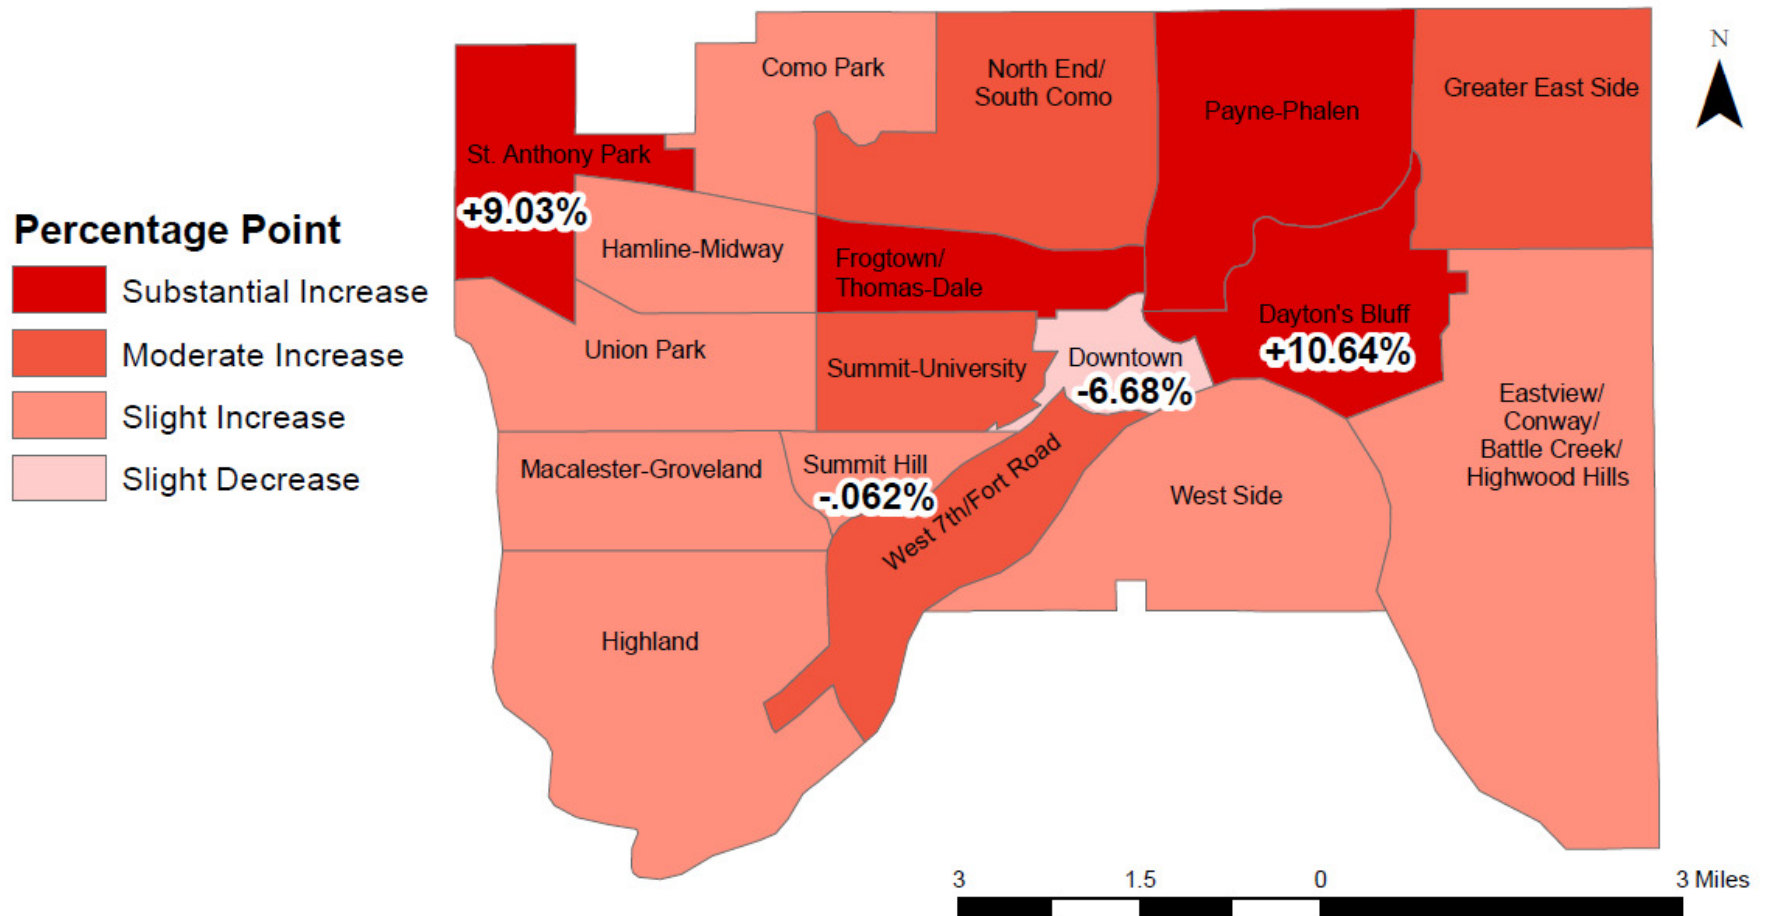 Percentage Point
Substantial Increase
Moderate Increase
Slight Increase
Slight Decrease
Como Park
North End/
South Como
Payne-Phalen
Greater East Side
N
St. Anthony Park
+9.03%
Hamline-Midway
Frogtown/
Thomas-Dale
Dayton's Bluff
+10.64%
Union Park
Summit-University
Downtown
-6.68%
Eastview/
Conway/
Battle Creek/
Highwood Hills
Macalester-Groveland
Summit Hill
-.062%
West 7th/Fort Road
West Side
Highland
3 1.5 0 3 Miles